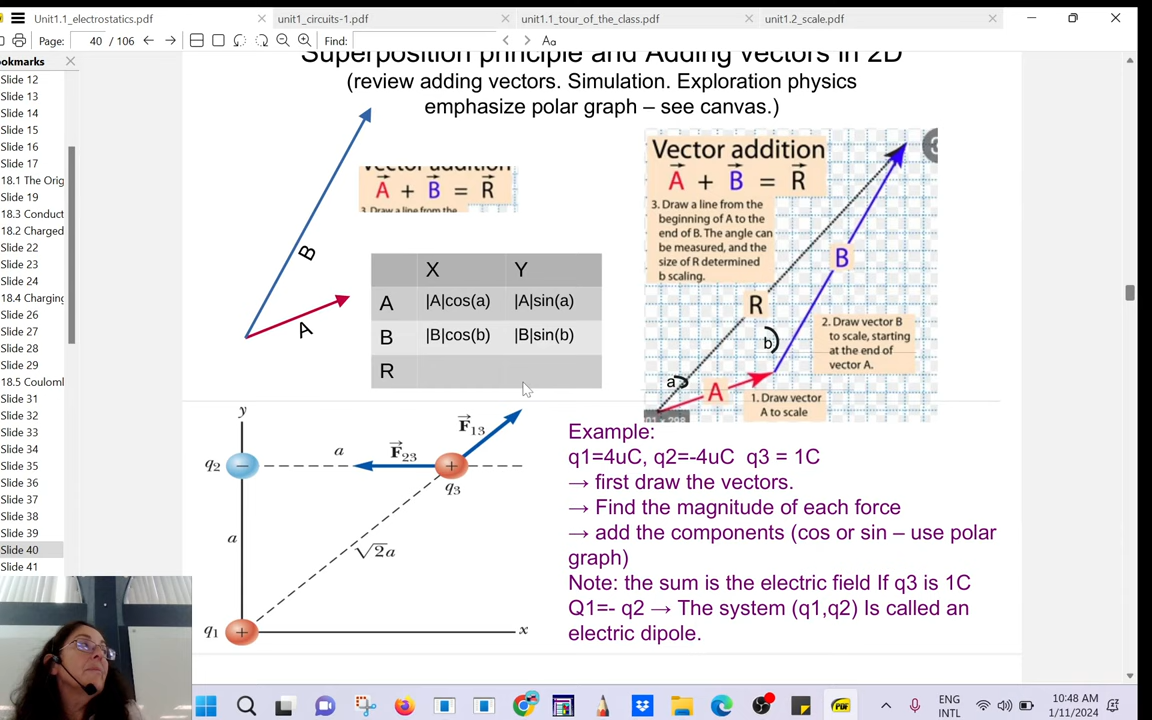 Unit1.1_electrostatics.pdf
unit1_circuits-1.pdf
unit1.1_tour_of_the_class.pdf
unit1.2_scale.pdf
Page: 40 / 106
Find:
Aa
ookmarks
Slide 12
Slide 13
Slide 14
Slide 15
Slide 16
Slide 17
18.1 The Orig
Slide 19
18.3 Conduct
18.2 Charged
Slide 22
Slide 23
Slide 24
18.4 Charging
Slide 26
Slide 27
Slide 28
Slide 29
18.5 Coulom
Slide 31
Slide 32
Slide 33
Slide 34
Slide 35
Slide 36
Slide 37
Slide 38
Slide 39
Slide 40
Slide 41
Superposition principle and Adding vectors in 2D
(review adding vectors. Simulation. Exploration physics
emphasize polar graph – see canvas.)
B
A
Vector addition
A + B = R
3. Draw a line from the
X Y
A |A|cos(a) |A|sin(a)
B |B|cos(b) |B|sin(b)
R
Vector addition
A + B = R
3. Draw a line from the
beginning of A to the
end of B. The angle can
be measured, and the
size of R determined
b scaling.
R
B
b
a
A
2. Draw vector B
to scale, starting
at the end of
vector A.
1. Draw vector
A to scale
y
q2
a
F23
F13
q3
a
√2a
q1
x
Example:
q1=4uC, q2=-4uC q3 = 1C
→ first draw the vectors.
→ Find the magnitude of each force
→ add the components (cos or sin – use polar
graph)
Note: the sum is the electric field If q3 is 1C
Q1=- q2 → The system (q1,q2) Is called an
electric dipole.
ENG
INTL
10:48 AM
1/11/2024